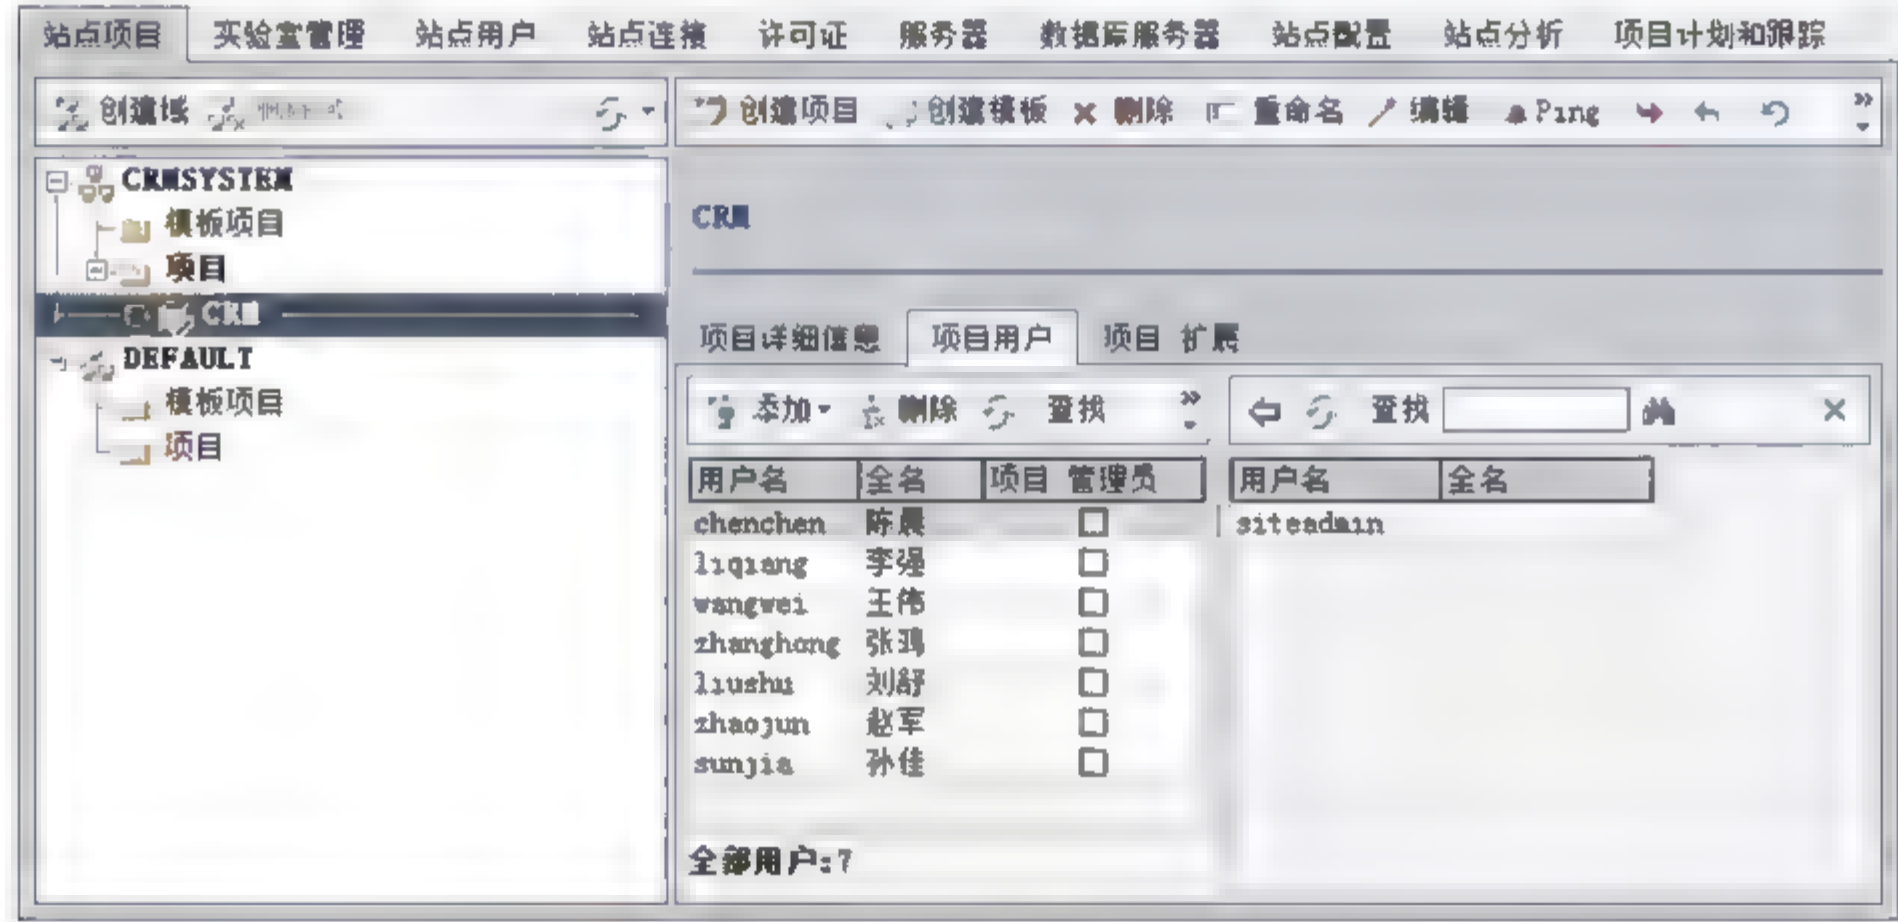 站点项目 实验室管理 站点用户 站点连接 许可证 服务器 数据库服务器 站点配置 站点分析 项目计划和跟踪
创建域
创建项目 创建模板 删除 重命名 编辑 Ping
CRMSYSTEM
模板项目
项目
CRM
DEFAULT
模板项目
项目
CRM
项目详细信息 项目用户 项目 扩展
添加 删除 查找
查找
用户名 全名 项目 管理员
chenchen 陈晨
liqiang 李强
wangwei 王伟
zhanghong 张
liushu 刘舒
zhaojun 赵军
sunjia 孙佳
全部用户:7
用户名 全名
siteadmin